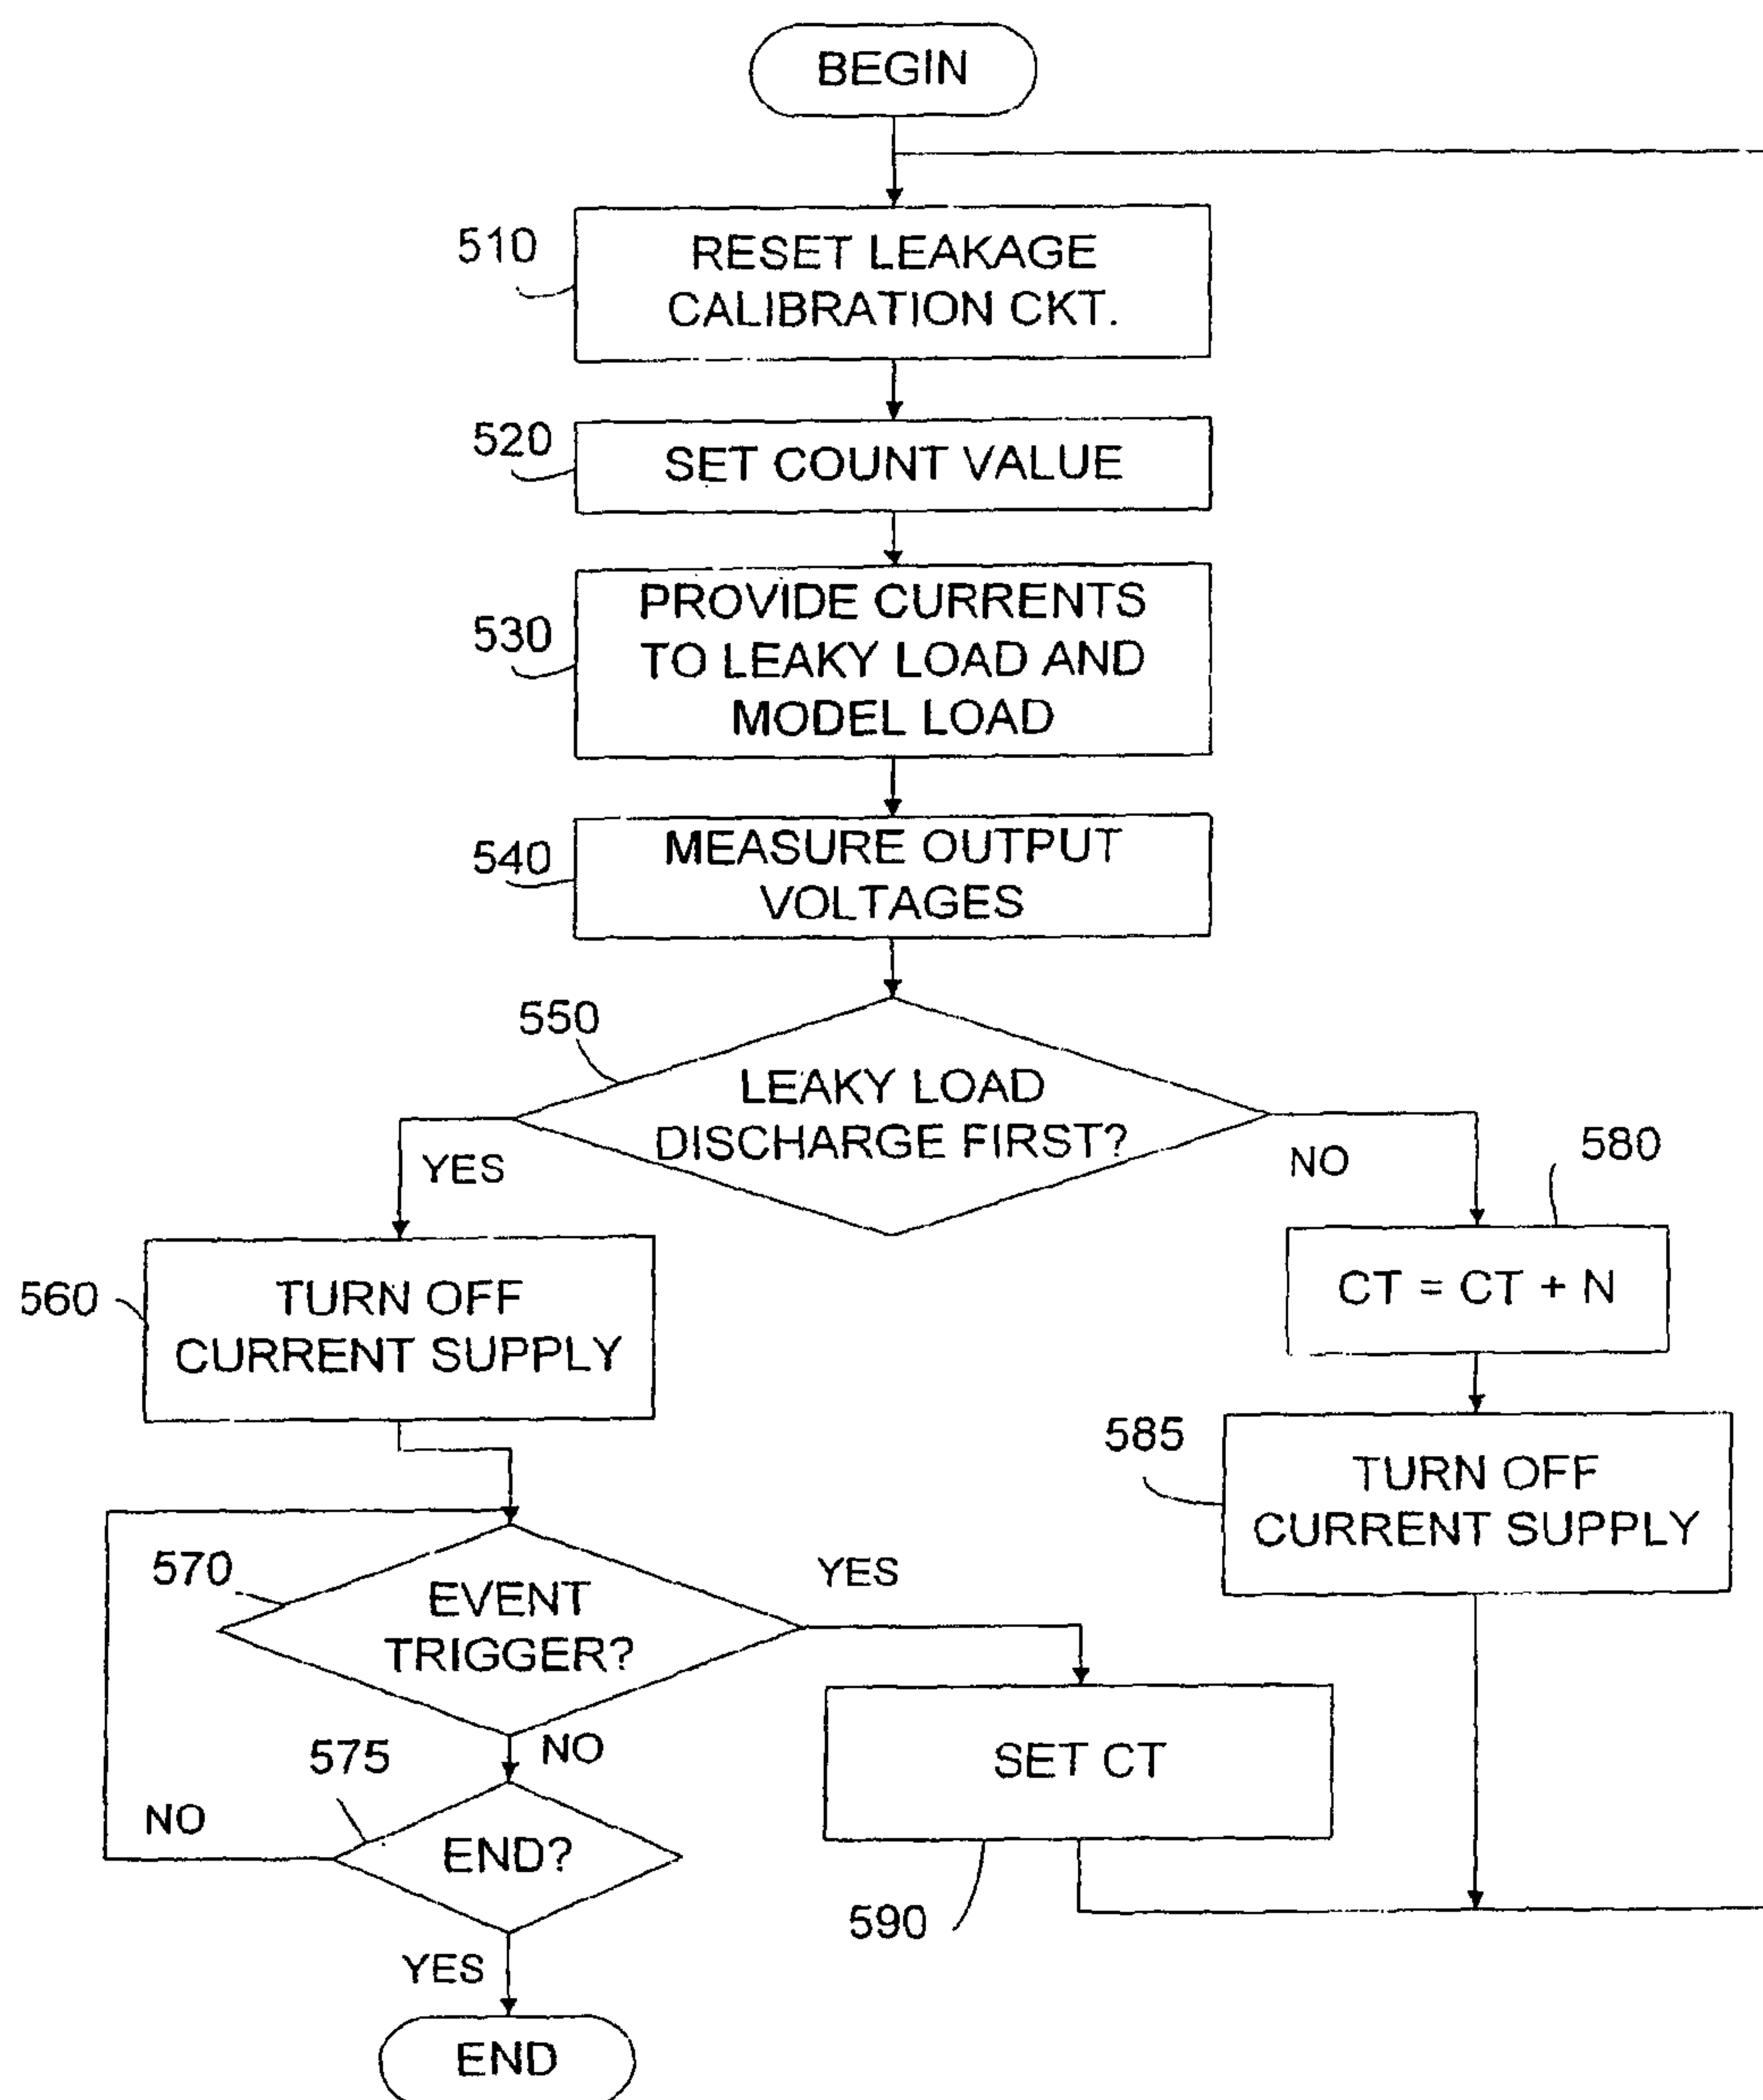 BEGIN
510
RESET LEAKAGE
CALIBRATION CKT.
520
SET COUNT VALUE
530
PROVIDE CURRENTS
TO LEAKY LOAD AND
MODEL LOAD
540
MEASURE OUTPUT
VOLTAGES
550
LEAKY LOAD
DISCHARGE FIRST?
YES
NO
580
560
TURN OFF
CURRENT SUPPLY
CT = CT + N
585
TURN OFF
CURRENT SUPPLY
570
EVENT
TRIGGER?
YES
NO
575
NO
END?
SET CT
590
YES
END